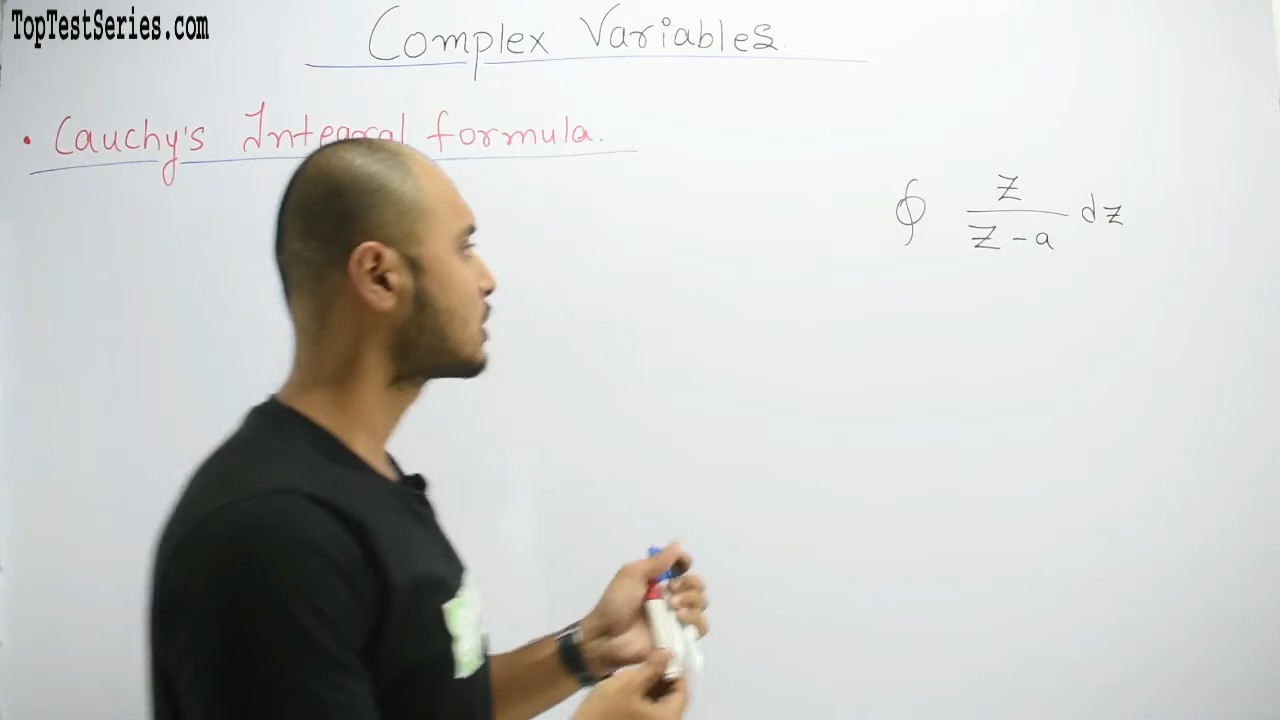 TopTestSeries.com
Complex Variables
• Cauchy's Integral formula.
∮ z/(z-a) dz